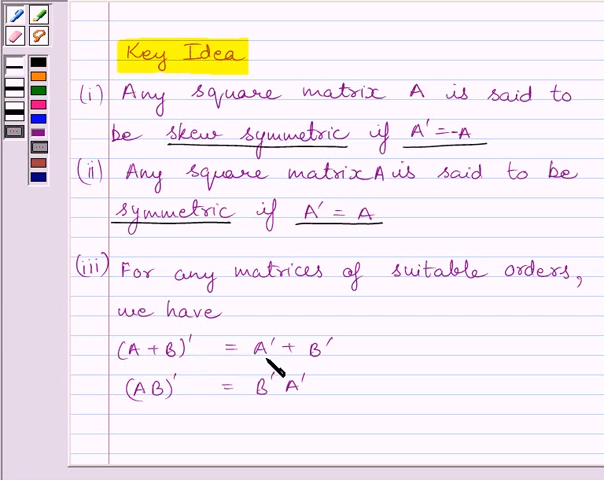 Key Idea
(i) Any square matrix A is said to
be skew symmetric if A' = -A
(ii) Any square matrix A is said to be
symmetric if A' = A
(iii) For any matrices of suitable orders,
we have
(A + B)' = A' + B'
(AB)' = B' A'